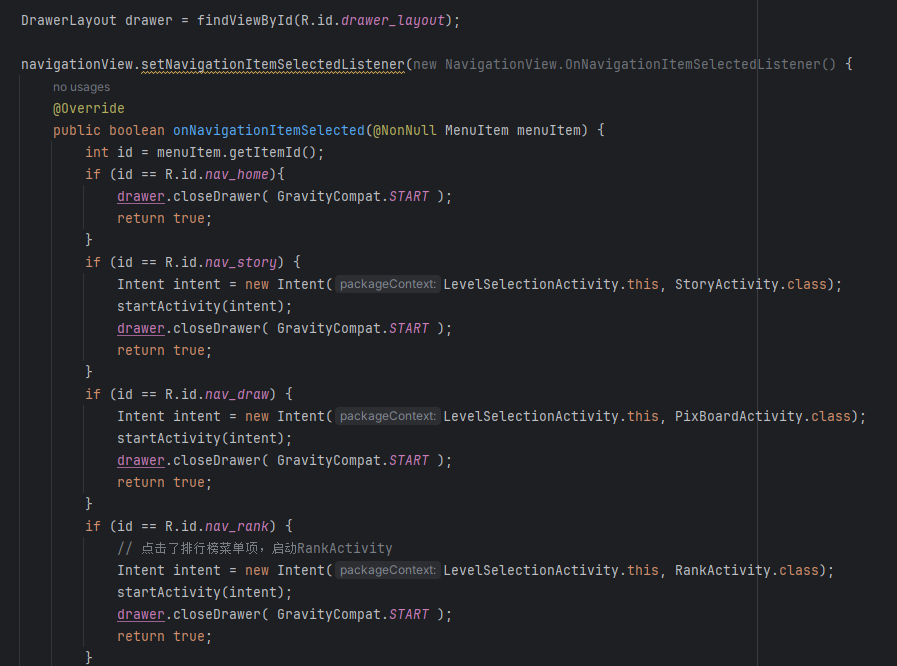 DrawerLayout drawer = findViewById(R.id.drawer_layout);
navigationView.setNavigationItemSelectedListener(new NavigationView.OnNavigationItemSelectedListener() {
no usages
@Override
public boolean onNavigationItemSelected(@NonNull MenuItem menuItem) {
int id = menuItem.getItemId();
if (id == R.id.nav_home){
drawer.closeDrawer( GravityCompat.START );
return true;
}
if (id == R.id.nav_story) {
Intent intent = new Intent( packageContext: LevelSelectionActivity.this, StoryActivity.class);
startActivity(intent);
drawer.closeDrawer( GravityCompat.START );
return true;
}
if (id == R.id.nav_draw) {
Intent intent = new Intent( packageContext: LevelSelectionActivity.this, PixBoardActivity.class);
startActivity(intent);
drawer.closeDrawer( GravityCompat.START );
return true;
}
if (id == R.id.nav_rank) {
// 点击了排行榜菜单项，启动RankActivity
Intent intent = new Intent( packageContext: LevelSelectionActivity.this, RankActivity.class);
startActivity(intent);
drawer.closeDrawer( GravityCompat.START );
return true;
}